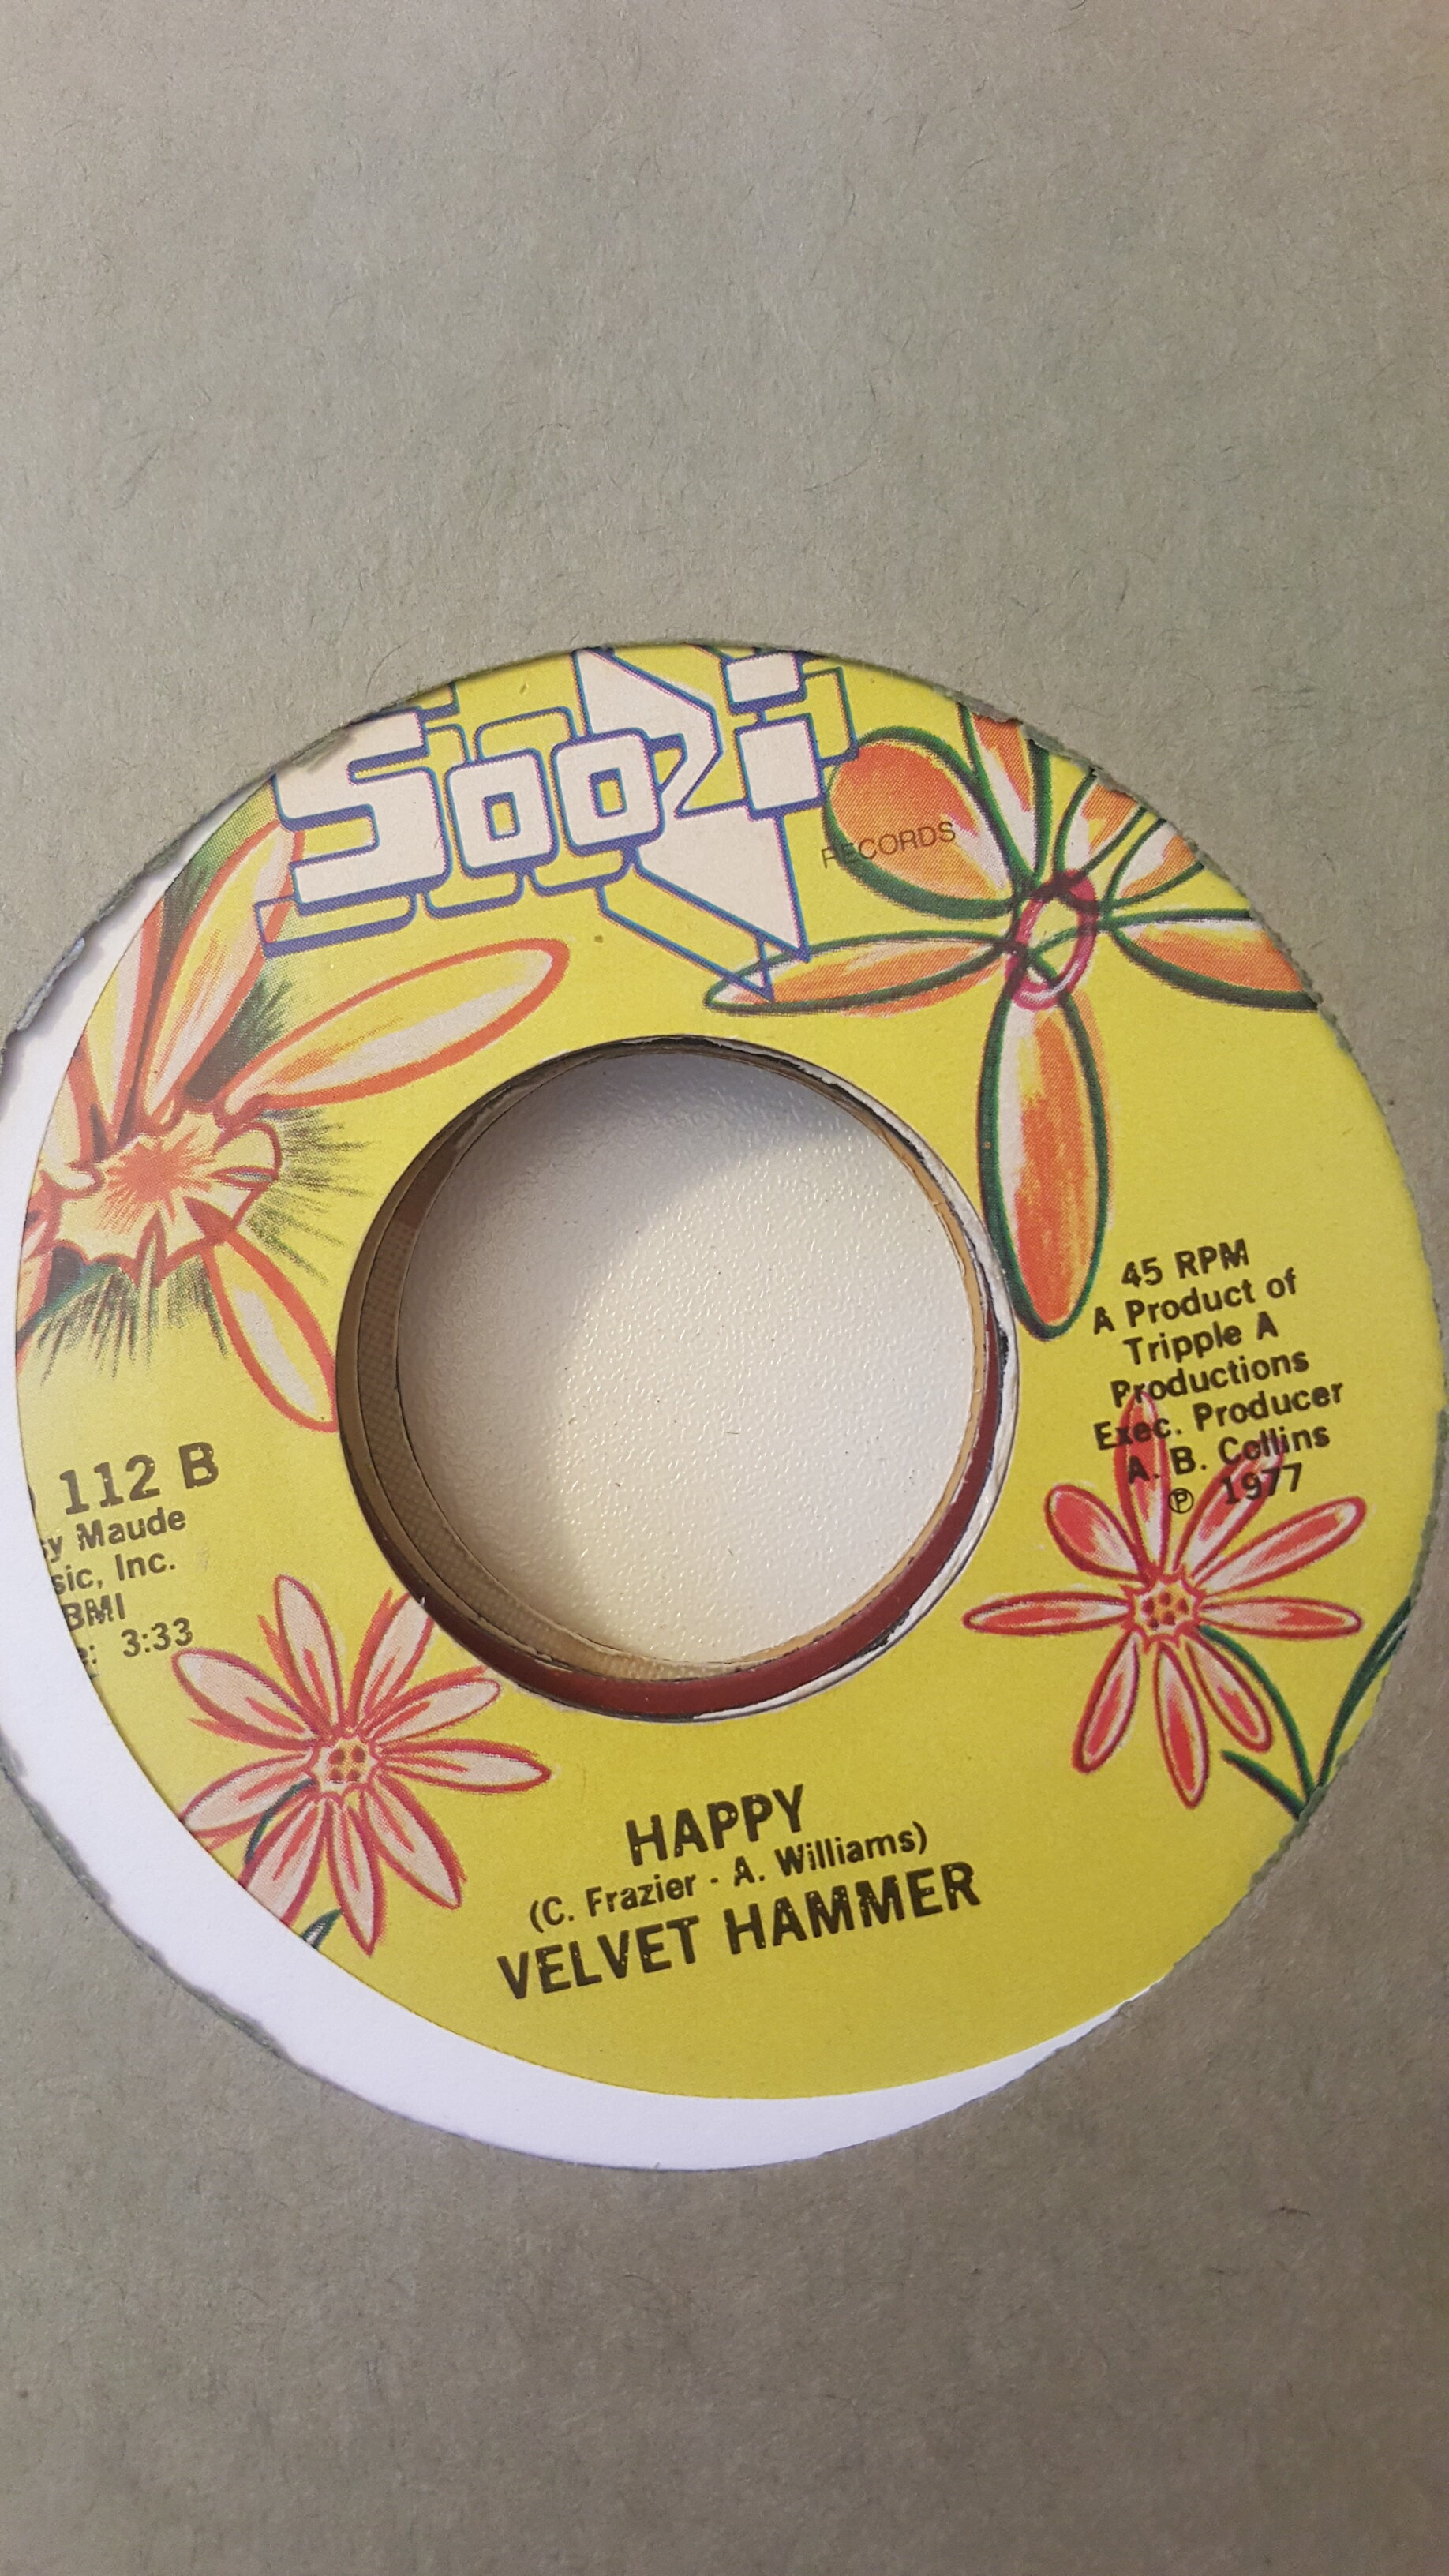 Soozi
RECORDS
45 RPM
A Product of
Tripple A
Productions
Exec. Producer
A. B. Collins
℗ 1977
112 B
y Maude
sic, Inc.
BMI
e: 3:33
HAPPY
(C. Frazier - A. Williams)
VELVET HAMMER